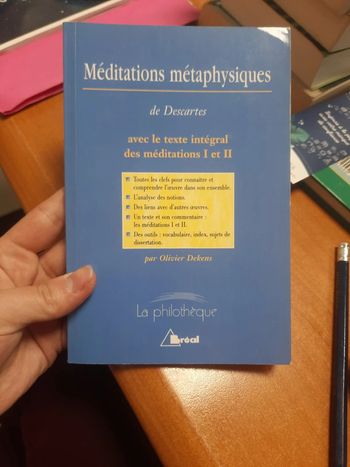 Méditations métaphysiques
de Descartes
avec le texte intégral
des méditations I et II
Toutes les clefs pour connaître et
comprendre l'œuvre dans son ensemble.
L'analyse des notions.
Des liens avec d'autres œuvres.
Un texte et son commentaire :
les méditations I et II.
Des outils : vocabulaire, index, sujets de
dissertation.
par Olivier Dekens
La philothèque
Bréal